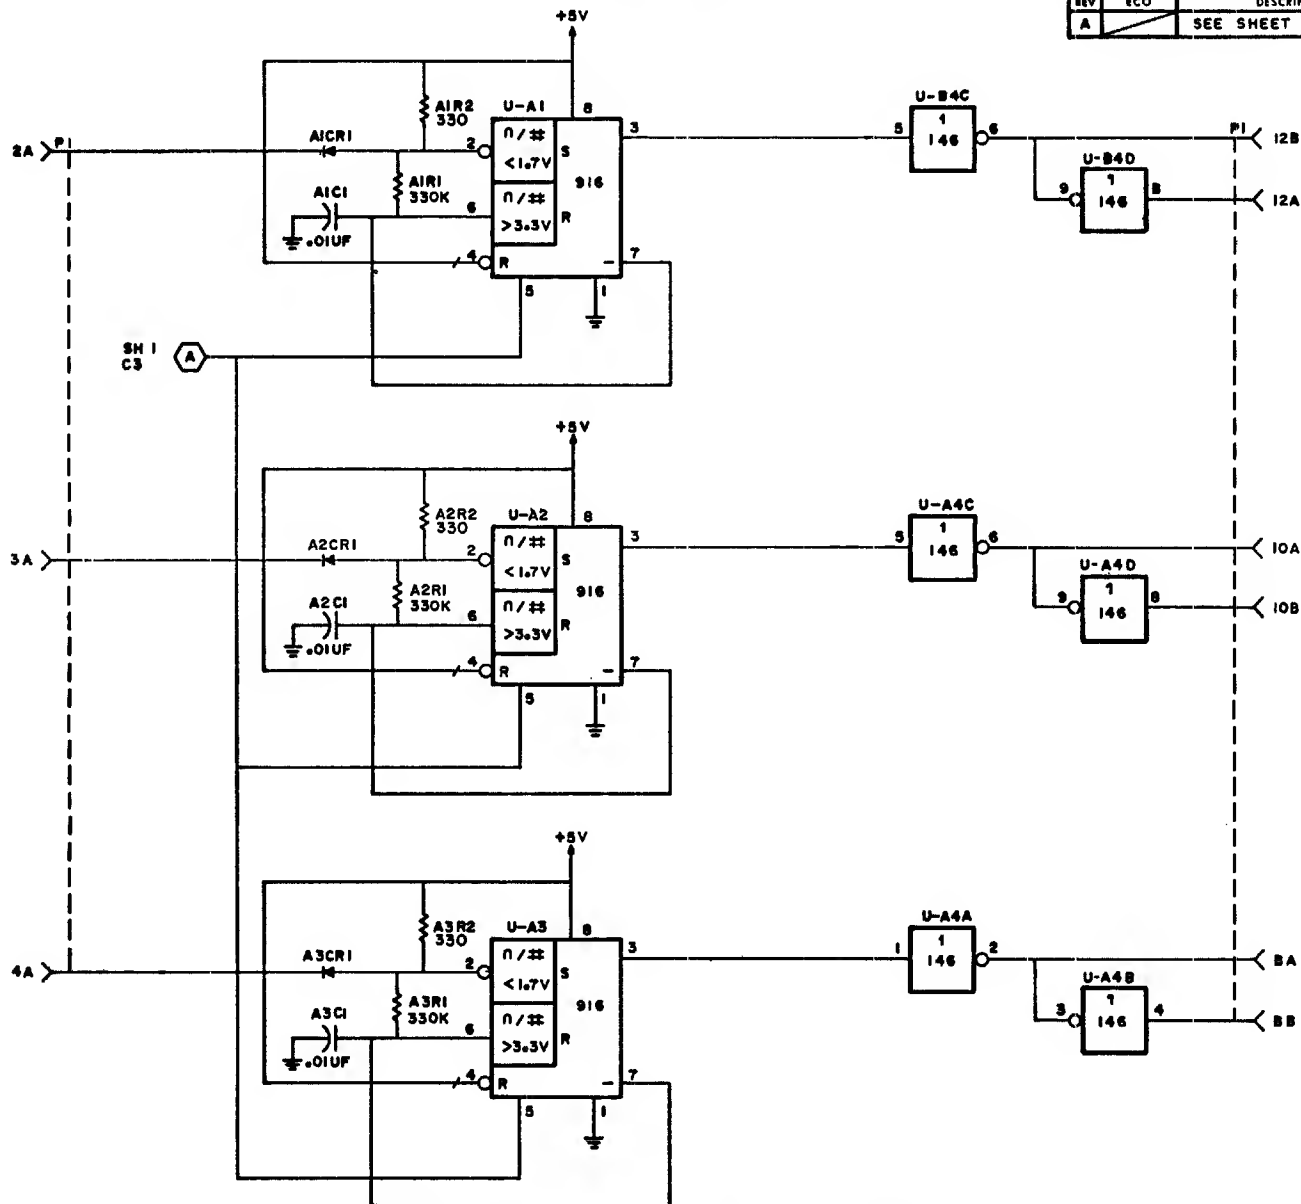 REV ECO DESCRI
A SEE SHEET
+5V
A1R2
330
U-A1
8
2A
P1
A1CR1
2
∩/#
<1.7V
S
3
A1R1
330K
916
A1C1
.01UF
6
∩/#
>3.3V
R
4
R
–
7
5
1
U-B4C
5
1
146
6
P1
12B
U-B4D
9
1
146
8
12A
SH 1
C3
A
+5V
A2R2
330
U-A2
8
3A
A2CR1
2
∩/#
<1.7V
S
3
A2R1
330K
916
A2C1
.01UF
6
∩/#
>3.3V
R
4
R
–
7
5
1
U-A4C
5
1
146
6
10A
U-A4D
9
1
146
8
10B
+5V
A3R2
330
U-A3
8
4A
A3CR1
2
∩/#
<1.7V
S
3
A3R1
330K
916
A3C1
.01UF
6
∩/#
>3.3V
R
4
R
–
7
5
1
U-A4A
1
1
146
2
8A
U-A4B
3
1
146
4
8B